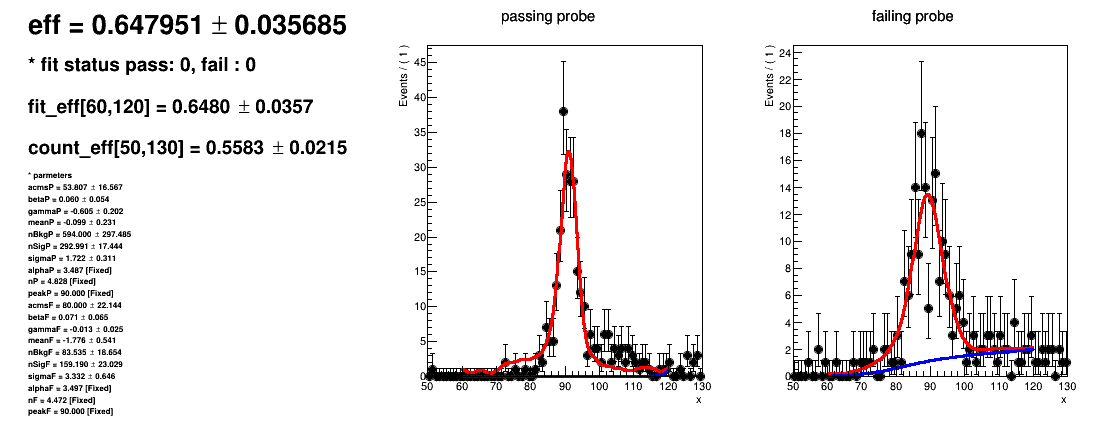 eff = 0.647951 ± 0.035685
* fit status pass: 0, fail : 0
fit_eff[60,120] = 0.6480 ± 0.0357
count_eff[50,130] = 0.5583 ± 0.0215
* parmeters
acmsP = 53.807 ± 16.567
betaP = 0.060 ± 0.054
gammaP = -0.605 ± 0.202
meanP = -0.099 ± 0.231
nBkgP = 594.000 ± 297.485
nSigP = 292.991 ± 17.444
sigmaP = 1.722 ± 0.311
alphaP = 3.487 [Fixed]
nP = 4.828 [Fixed]
peakP = 90.000 [Fixed]
acmsF = 80.000 ± 22.144
betaF = 0.071 ± 0.065
gammaF = -0.013 ± 0.025
meanF = -1.776 ± 0.541
nBkgF = 83.535 ± 18.654
nSigF = 159.190 ± 23.029
sigmaF = 3.332 ± 0.646
alphaF = 3.497 [Fixed]
nF = 4.472 [Fixed]
peakF = 90.000 [Fixed]
passing probe
Events / ( 1 )
45
40
35
30
25
20
15
10
5
0
50 60 70 80 90 100 110 120 130
x
failing probe
Events / ( 1 )
24
22
20
18
16
14
12
10
8
6
4
2
0
50 60 70 80 90 100 110 120 130
x